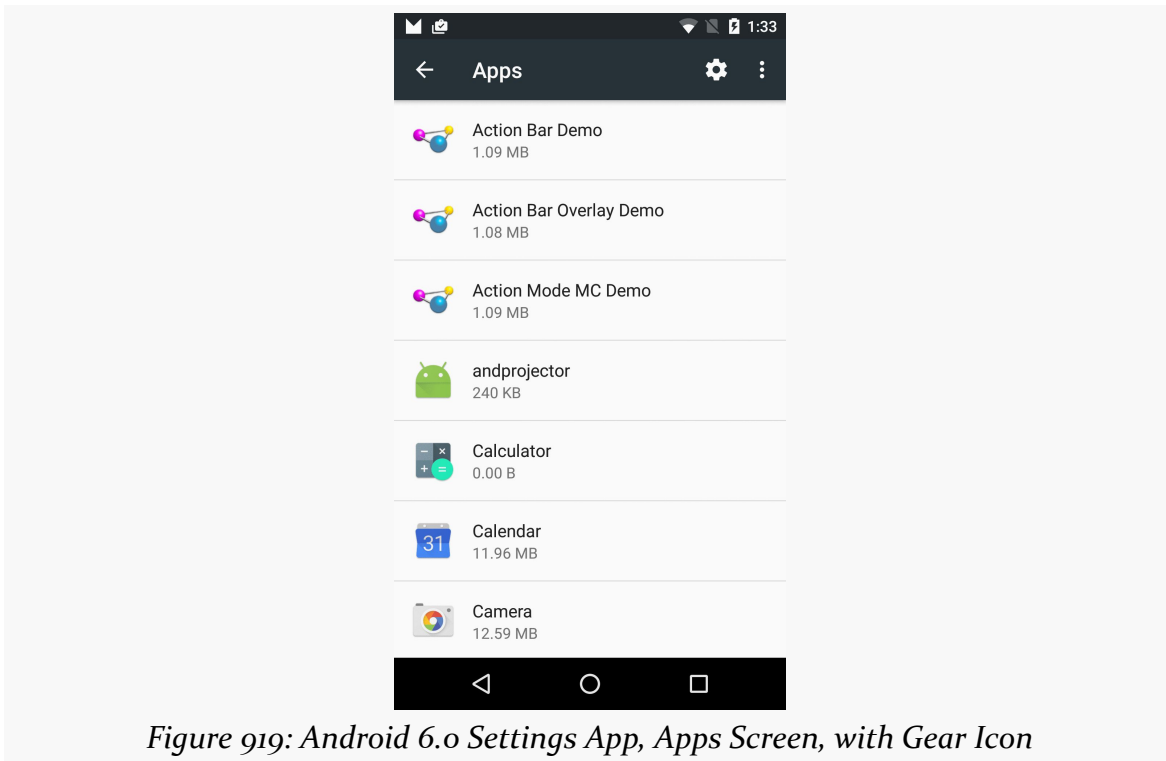 1:33
Apps
Action Bar Demo
1.09 MB
Action Bar Overlay Demo
1.08 MB
Action Mode MC Demo
1.09 MB
andprojector
240 KB
Calculator
0.00 B
31
Calendar
11.96 MB
Camera
12.59 MB
Figure 919: Android 6.0 Settings App, Apps Screen, with Gear Icon